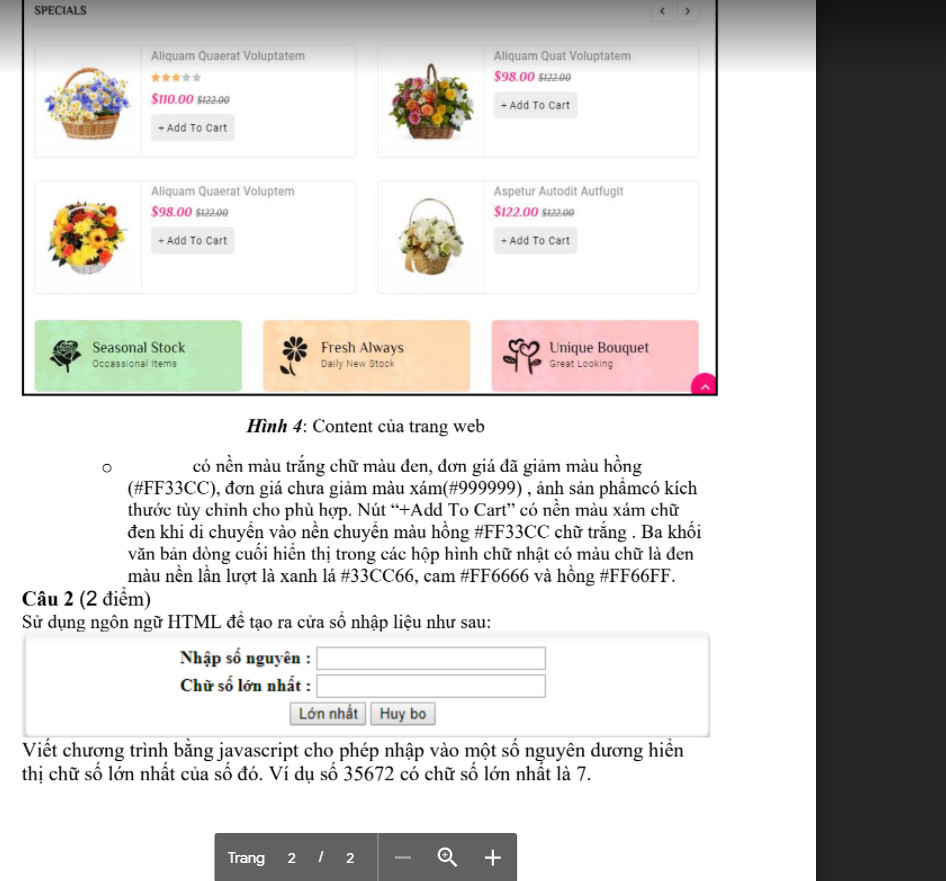 SPECIALS
Aliquam Quaerat Voluptatem
$110.00 $122.00
+ Add To Cart
Aliquam Quat Voluptatem
$98.00 $122.00
+ Add To Cart
Aliquam Quaerat Voluptem
$98.00 $122.00
+ Add To Cart
Aspetur Autodit Autfugit
$122.00 $122.00
+ Add To Cart
Seasonal Stock
Occassional Items
Fresh Always
Daily New Stock
Unique Bouquet
Great Looking
Hình 4: Content của trang web
có nền màu trắng chữ màu đen, đơn giá đã giảm màu hồng
(#FF33CC), đơn giá chưa giảm màu xám(#999999) , ảnh sản phẩmcó kích
thước tùy chỉnh cho phù hợp. Nút “+Add To Cart” có nền màu xám chữ
đen khi di chuyển vào nền chuyển màu hồng #FF33CC chữ trắng . Ba khối
văn bản dòng cuối hiển thị trong các hộp hình chữ nhật có màu chữ là đen
màu nền lần lượt là xanh lá #33CC66, cam #FF6666 và hồng #FF66FF.
Câu 2 (2 điểm)
Sử dụng ngôn ngữ HTML để tạo ra cửa sổ nhập liệu như sau:
Nhập số nguyên :
Chữ số lớn nhất :
Lớn nhất Huy bo
Viết chương trình bằng javascript cho phép nhập vào một số nguyên dương hiển
thị chữ số lớn nhất của số đó. Ví dụ số 35672 có chữ số lớn nhất là 7.
Trang 2 / 2